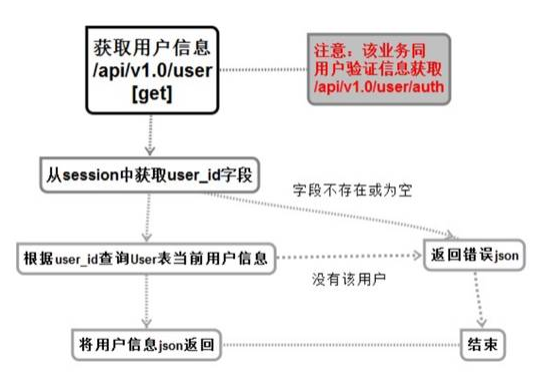 获取用户信息
/api/v1.0/user
[get]
注意：该业务同
用户验证信息获取
/api/v1.0/user/auth
从session中获取user_id字段
字段不存在或为空
根据user_id查询User表当前用户信息
返回错误json
没有该用户
将用户信息json返回
结束